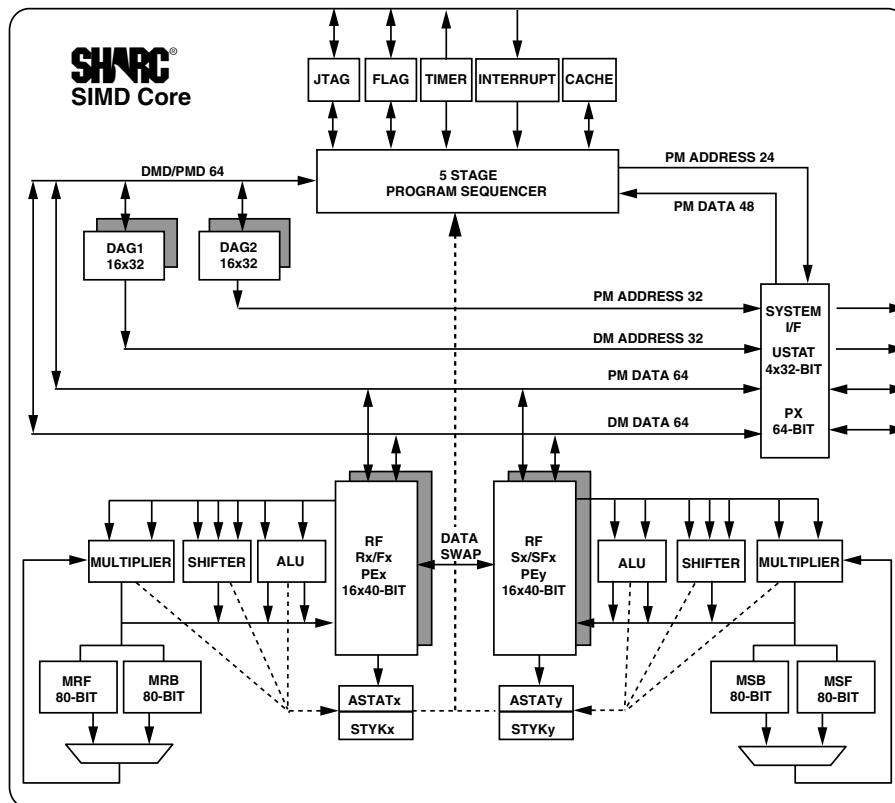 SHARC®
SIMD Core
JTAG
FLAG
TIMER
INTERRUPT
CACHE
5 STAGE
PROGRAM SEQUENCER
PM ADDRESS 24
PM DATA 48
DMD/PMD 64
DAG1
16x32
DAG2
16x32
PM ADDRESS 32
DM ADDRESS 32
PM DATA 64
DM DATA 64
SYSTEM
I/F
USTAT
4x32-BIT
PX
64-BIT
MULTIPLIER
SHIFTER
ALU
RF
Rx/Fx
PEx
16x40-BIT
DATA
SWAP
RF
Sx/SFx
PEy
16x40-BIT
ALU
SHIFTER
MULTIPLIER
MRF
80-BIT
MRB
80-BIT
ASTATx
STYKx
ASTATy
STYKy
MSB
80-BIT
MSF
80-BIT